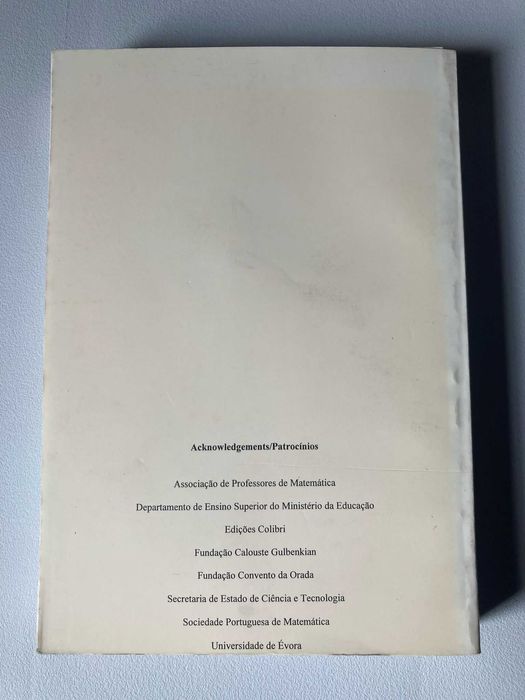 Acknowledgements/Patrocínios
Associação de Professores de Matemática
Departamento de Ensino Superior do Ministério da Educação
Edições Colibri
Fundação Calouste Gulbenkian
Fundação Convento da Orada
Secretaria de Estado de Ciência e Tecnologia
Sociedade Portuguesa de Matemática
Universidade de Évora